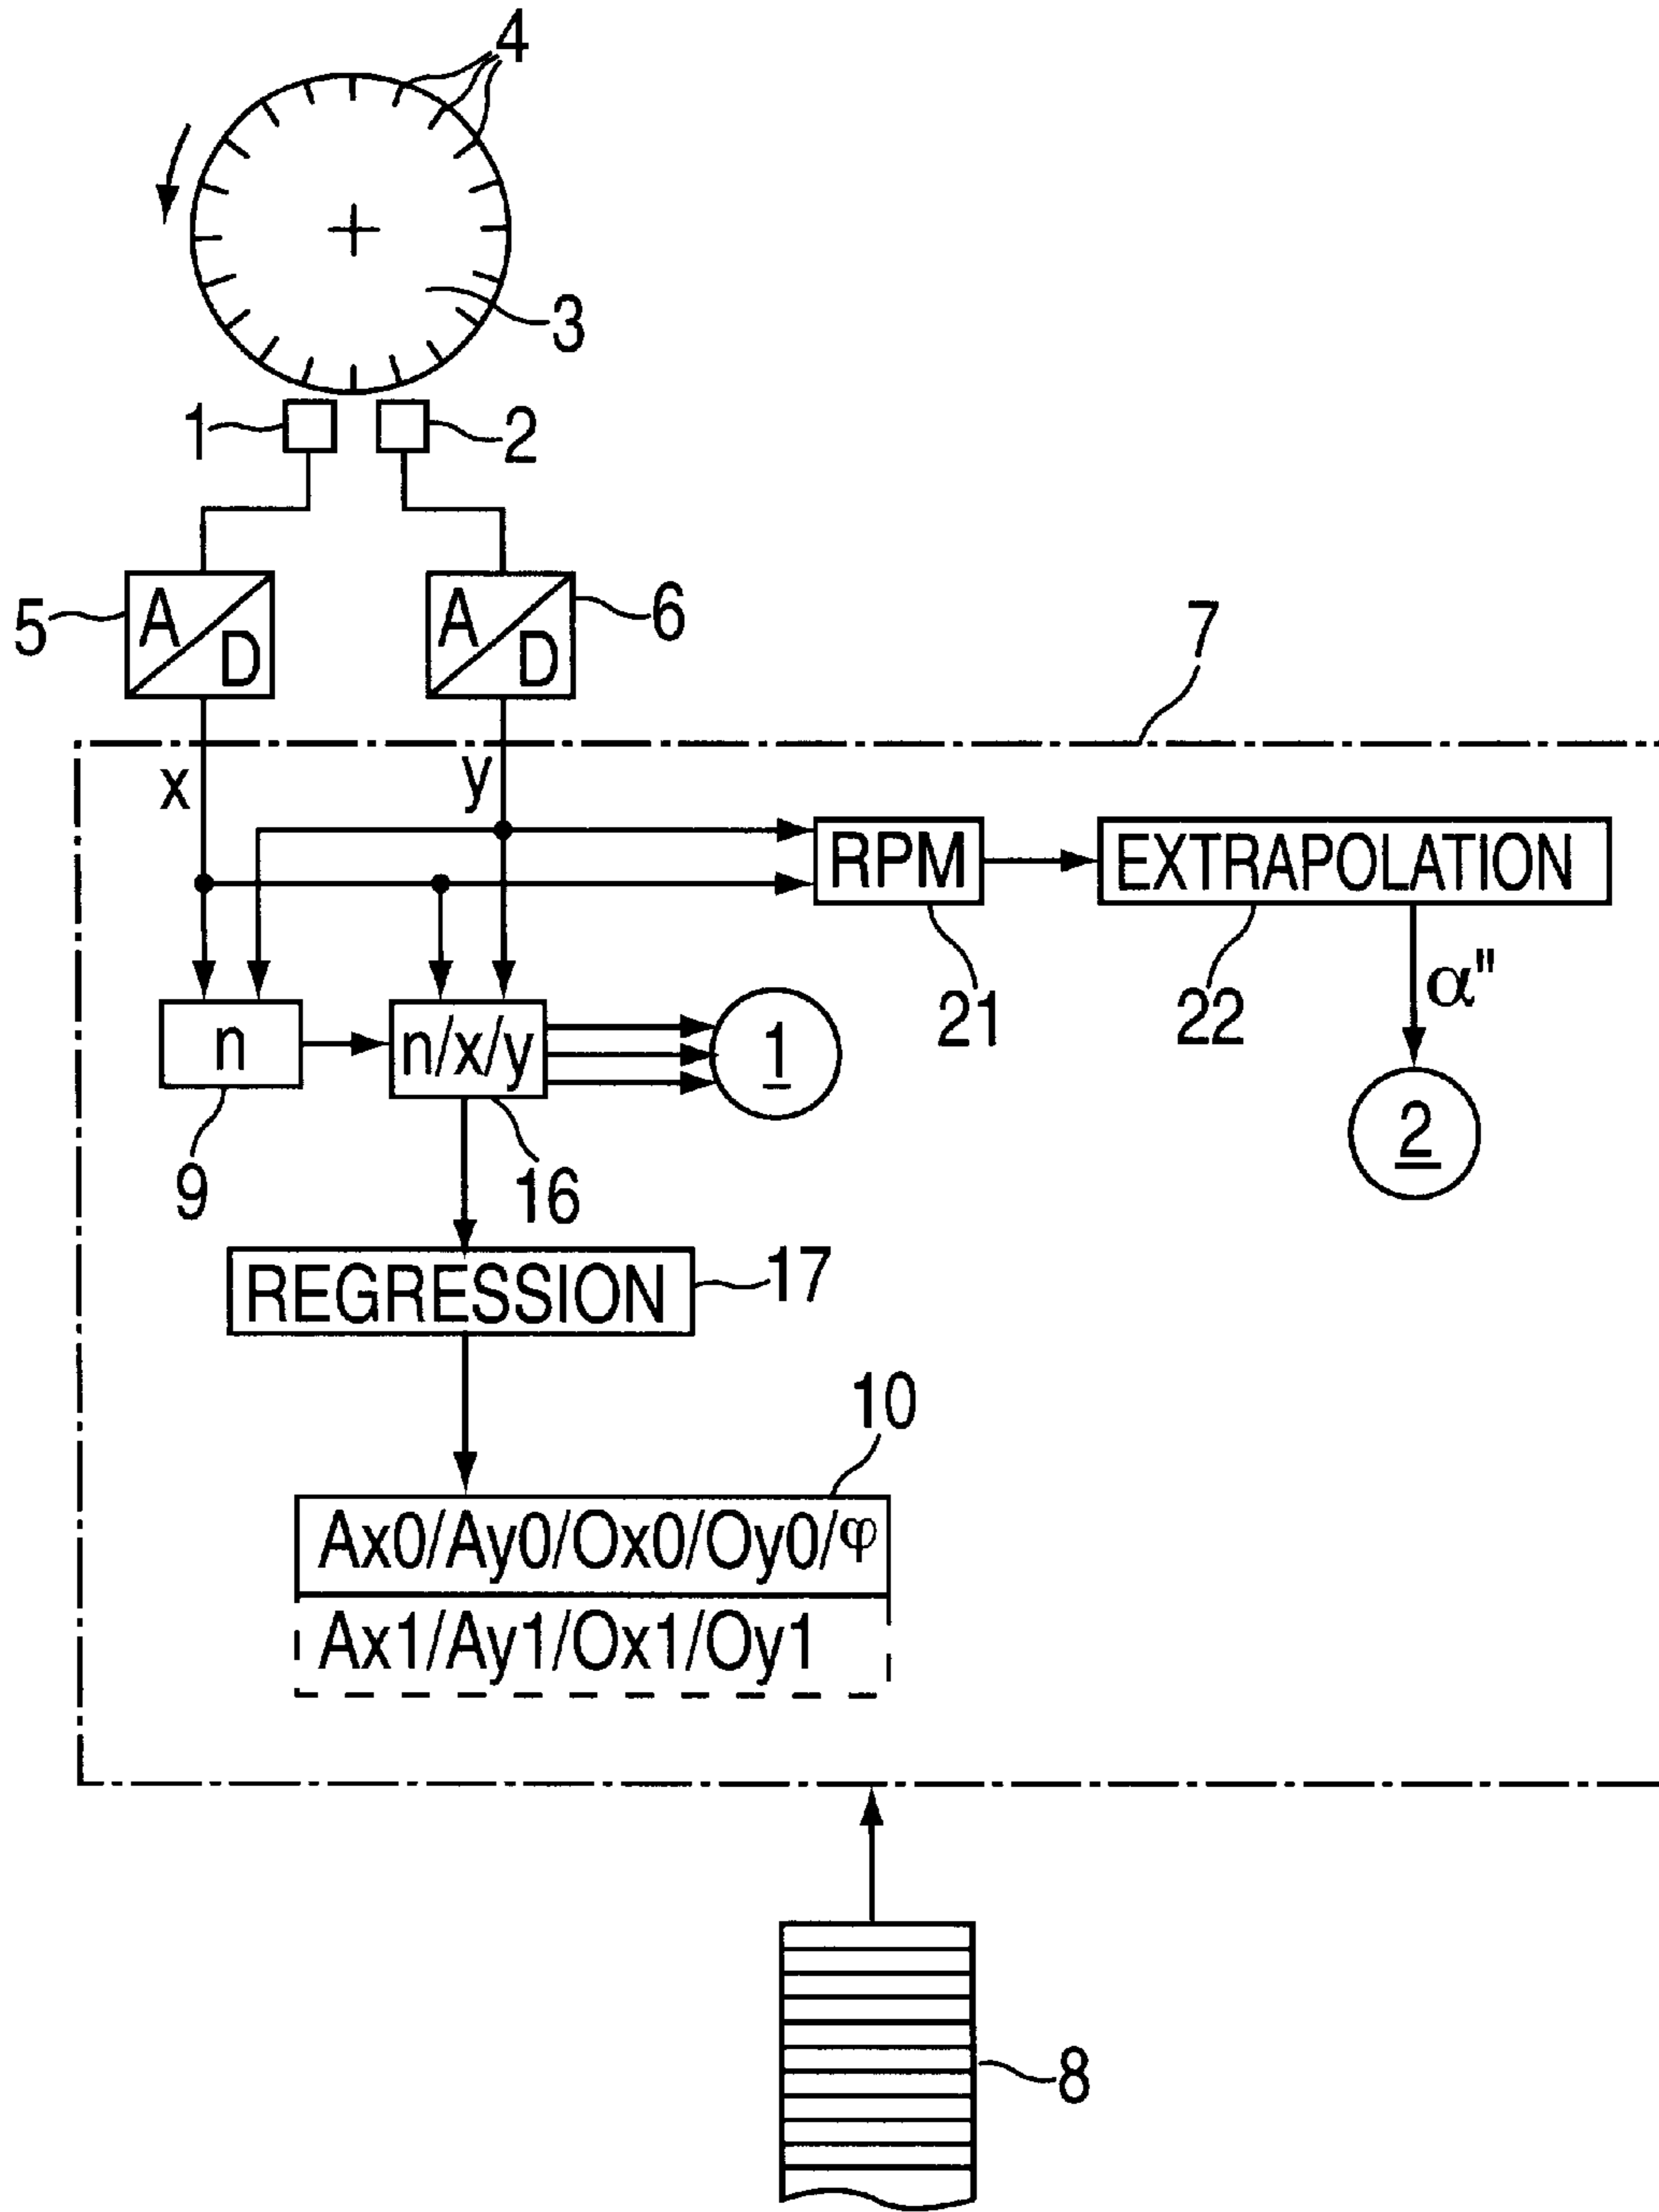 4
3
1
2
5
A
D
A
D
6
7
x
y
RPM
EXTRAPOLATION
21
22
α"
n
n/x/y
1
2
9
16
REGRESSION
17
10
Ax0/Ay0/Ox0/Oy0/φ
Ax1/Ay1/Ox1/Oy1
8